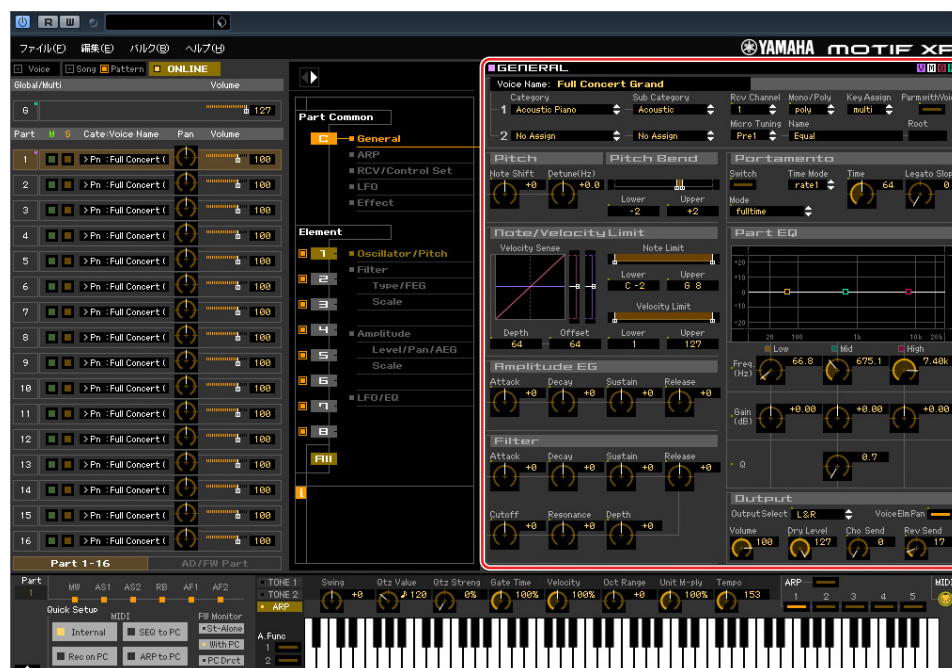 R W
ファイル(F) 編集(E) バルク(B) ヘルプ(H)
YAMAHA MOTIF XF
Voice Song Pattern ONLINE
Global/Multi Volume
G 127
Part M S Cate:Voice Name Pan Volume
1 > Pn :Full Concert ( 100
2 > Pn :Full Concert ( 100
3 > Pn :Full Concert ( 100
4 > Pn :Full Concert ( 100
5 > Pn :Full Concert ( 100
6 > Pn :Full Concert ( 100
7 > Pn :Full Concert ( 100
8 > Pn :Full Concert ( 100
9 > Pn :Full Concert ( 100
10 > Pn :Full Concert ( 100
11 > Pn :Full Concert ( 100
12 > Pn :Full Concert ( 100
13 > Pn :Full Concert ( 100
14 > Pn :Full Concert ( 100
15 > Pn :Full Concert ( 100
16 > Pn :Full Concert ( 100
Part 1-16 AD/FW Part
Part Common
C General
ARP
RCV/Control Set
LFO
Effect
Element
1 Oscillator/Pitch
2 Filter
Type/FEG
3 Scale
4 Amplitude
5 Level/Pan/AEG
Scale
6
7 LFO/EQ
8
All
i
GENERAL V M
Voice Name: Full Concert Grand
Category Sub Category Rcv Channel Mono/Poly Key Assign ParmwithVoic
1 Acoustic Piano Acoustic 1 poly multi
Micro Tuning Name Root
2 No Assign No Assign Pre1 Equal
Pitch Pitch Bend Portamento
Note Shift Detune(Hz) Switch Time Mode Time Legato Slop
+0 +0.0 rate1 64 0
Lower Upper Mode
-2 +2 fulltime
Note/Velocity Limit Part EQ
Velocity Sense Note Limit
Lower Upper
C -2 G 8
Velocity Limit
Depth Offset Lower Upper
64 64 1 127
+20
+10
0
-10
-20
20 100 1k 10k 20k
Low Mid High
Freq. (Hz) 66.8 675.1 7.40k
Gain (dB) +0.00 +0.00 +0.00
Q 0.7
Amplitude EG
Attack Decay Sustain Release
+0 +0 +0 +0
Filter
Attack Decay Sustain Release
+0 +0 +0 +0
Cutoff Resonance Depth
+0 +0 +0
Output
Output Select L&R Voice Elm Pan
Volume Dry Level Cho Send Rev Send
100 127 0 17
Part MW AS1 AS2 RB AF1 AF2
1
Quick Setup
MIDI FW Monitor
Internal SEQ to PC St-Alone
With PC
Rec on PC ARP to PC PC Drct
TONE 1 Swing Qtz Value Qtz Streng Gate Time Velocity Oct Range Unit M-ply Tempo ARP MIDI
TONE 2 +0 120 0% 100% 100% +0 100% 153 1 2 3 4 5
ARP
A.Func
1
2